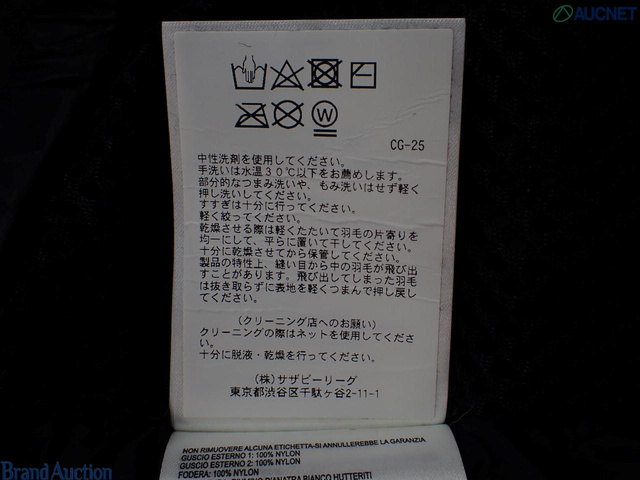 AUCNET
W
CG-25
中性洗剤を使用してください。
手洗いは水温30℃以下をお薦めします。
部分的なつまみ洗いや、もみ洗いはせず軽く
押し洗いしてください。
すすぎは十分に行ってください。
軽く絞ってください。
乾燥させる際は軽くたたいて羽毛の片寄りを
均一にして、平らに置いて干してください。
十分に乾燥させてから保管してください。
製品の特性上、縫い目から中の羽毛が飛び出
すことがあります。飛び出してしまった羽毛
は抜き取らずに表地を軽くつまんで押し戻し
てください。
(クリーニング店へのお願い)
クリーニングの際はネットを使用してくださ
い。
十分に脱液・乾燥を行ってください。
(株)サザビーリーグ
東京都渋谷区千駄ヶ谷2-11-1
NON RIMUOVERE ALCUNA ETICHETTA-SI ANNULLEREBBE LA GARANZIA
GUSCIO ESTERNO 1: 100% NYLON
GUSCIO ESTERNO 2: 100% NYLON
FODERA: 100% NYLON
D'ANATRA BIANCO HUTTERITI
Brand Auction